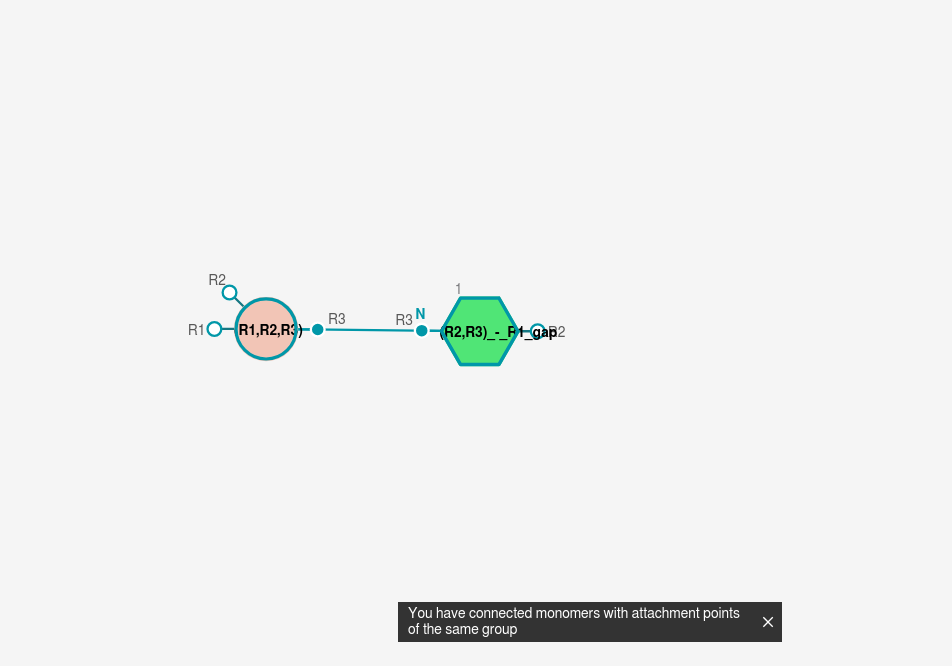 R2
1
R1
R1,R2,R3)
R3
R3
N
(R2,R3)_-_R1_gap
R2
You have connected monomers with attachment points
of the same group